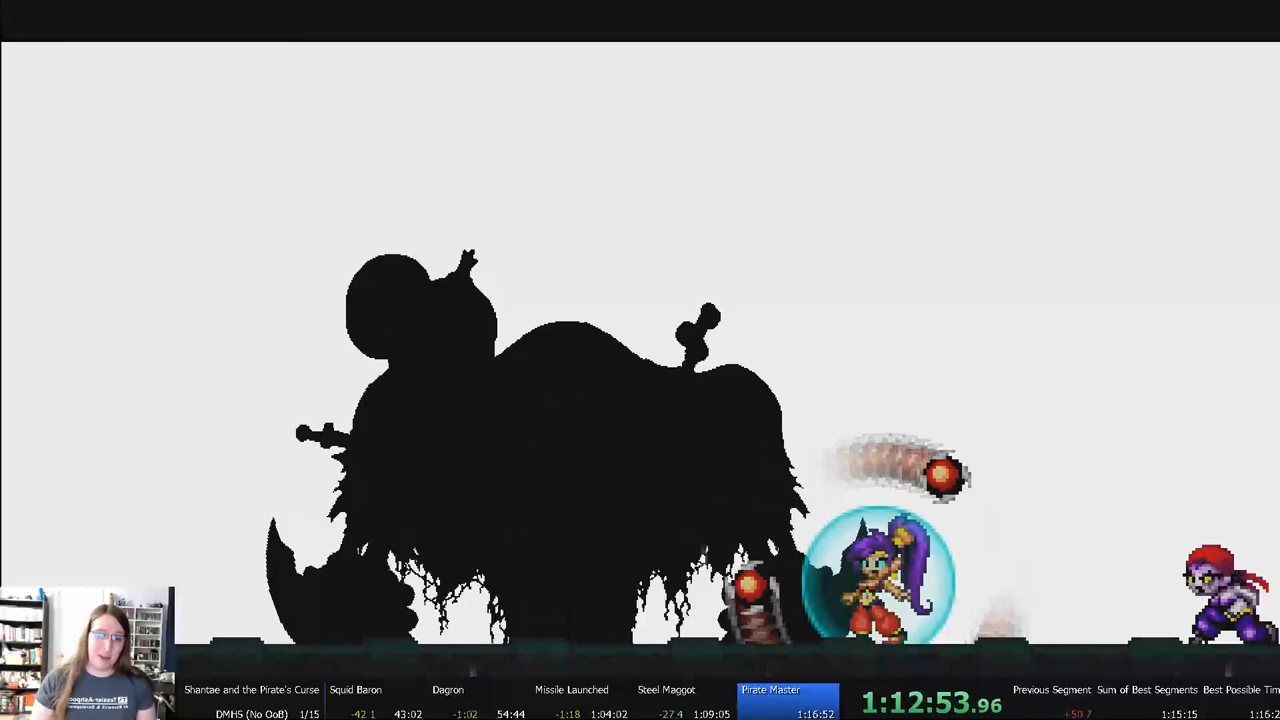 Shantae and the Pirate's Curse Squid Baron Dagron Missile Launched Steel Maggot Pirate Master 1:12:53.96 Previous Segment Sum of Best Segments Best Possible Tim
DMHS (No OoB) 1/15 -42.1 43:02 -1:02 54:44 -1:18 1:04:02 -27.4 1:09:05 1:16:52 +50.7 1:15:15 1:16:2